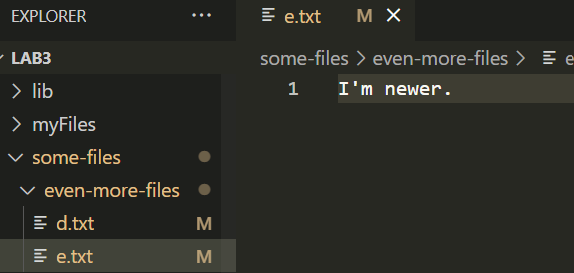 EXPLORER ...
LAB3
lib
myFiles
some-files
even-more-files
d.txt M
e.txt M
e.txt M
some-files > even-more-files > e
1 I'm newer.